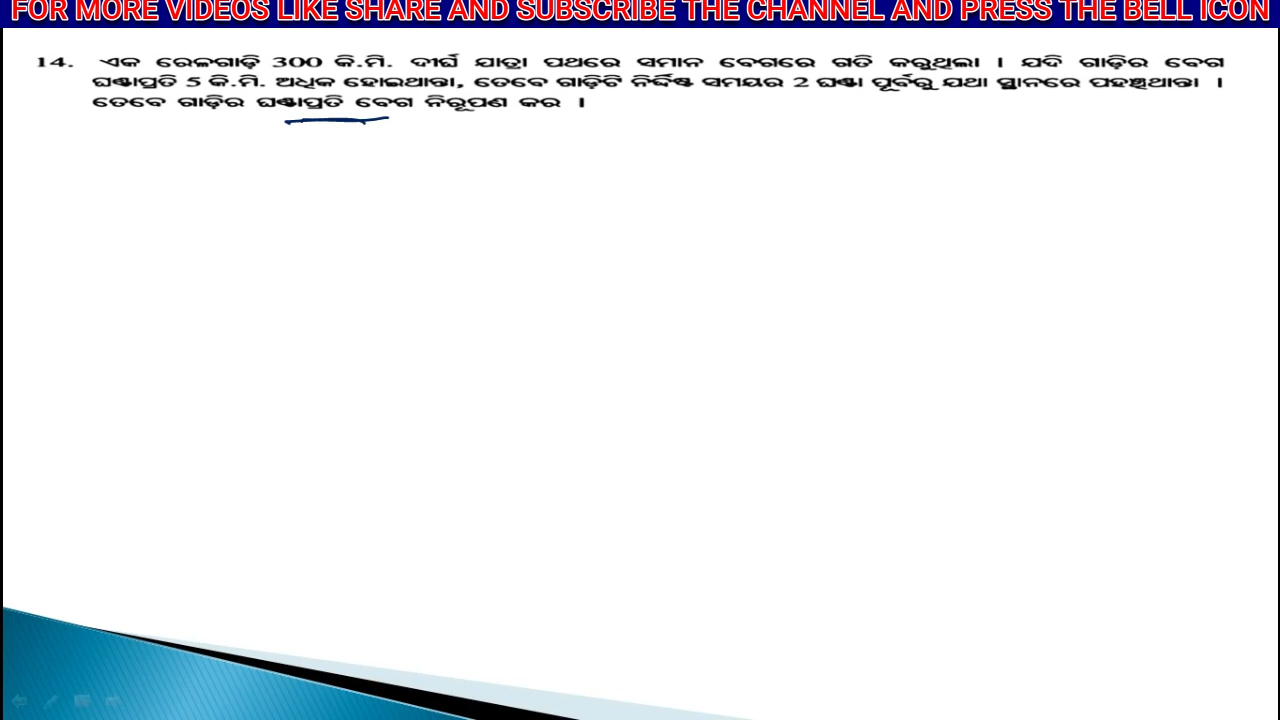 FOR MORE VIDEOS LIKE SHARE AND SUBSCRIBE THE CHANNEL AND PRESS THE BELL ICON
14. ଏକ ରେଳଗାଡ଼ି 300 କି.ମି. ଦୀର୍ଘ ଯାତ୍ରା ପଥରେ ସମାନ ବେଗରେ ଗତି କରୁଥିଲା । ଯଦି ଗାଡ଼ିର ବେଗ
ଘଣ୍ଟାପ୍ରତି 5 କି.ମି. ଅଧିକ ହୋଇଥାନ୍ତା, ତେବେ ଗାଡ଼ିଟି ନିର୍ଦ୍ଦିଷ୍ଟ ସମୟର 2 ଘଣ୍ଟା ପୂର୍ବରୁ ଯଥା ସ୍ଥାନରେ ପହଞ୍ଚିଥାନ୍ତା ।
ତେବେ ଗାଡ଼ିର ଘଣ୍ଟାପ୍ରତି ବେଗ ନିରୂପଣ କର ।